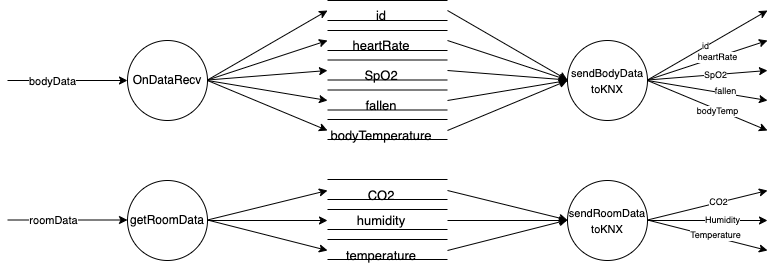 bodyData
OnDataRecv
id
heartRate
SpO2
fallen
bodyTemperature
sendBodyData
toKNX
id
heartRate
SpO2
fallen
bodyTemp
roomData
getRoomData
CO2
humidity
temperature
sendRoomData
toKNX
CO2
Humidity
Temperature